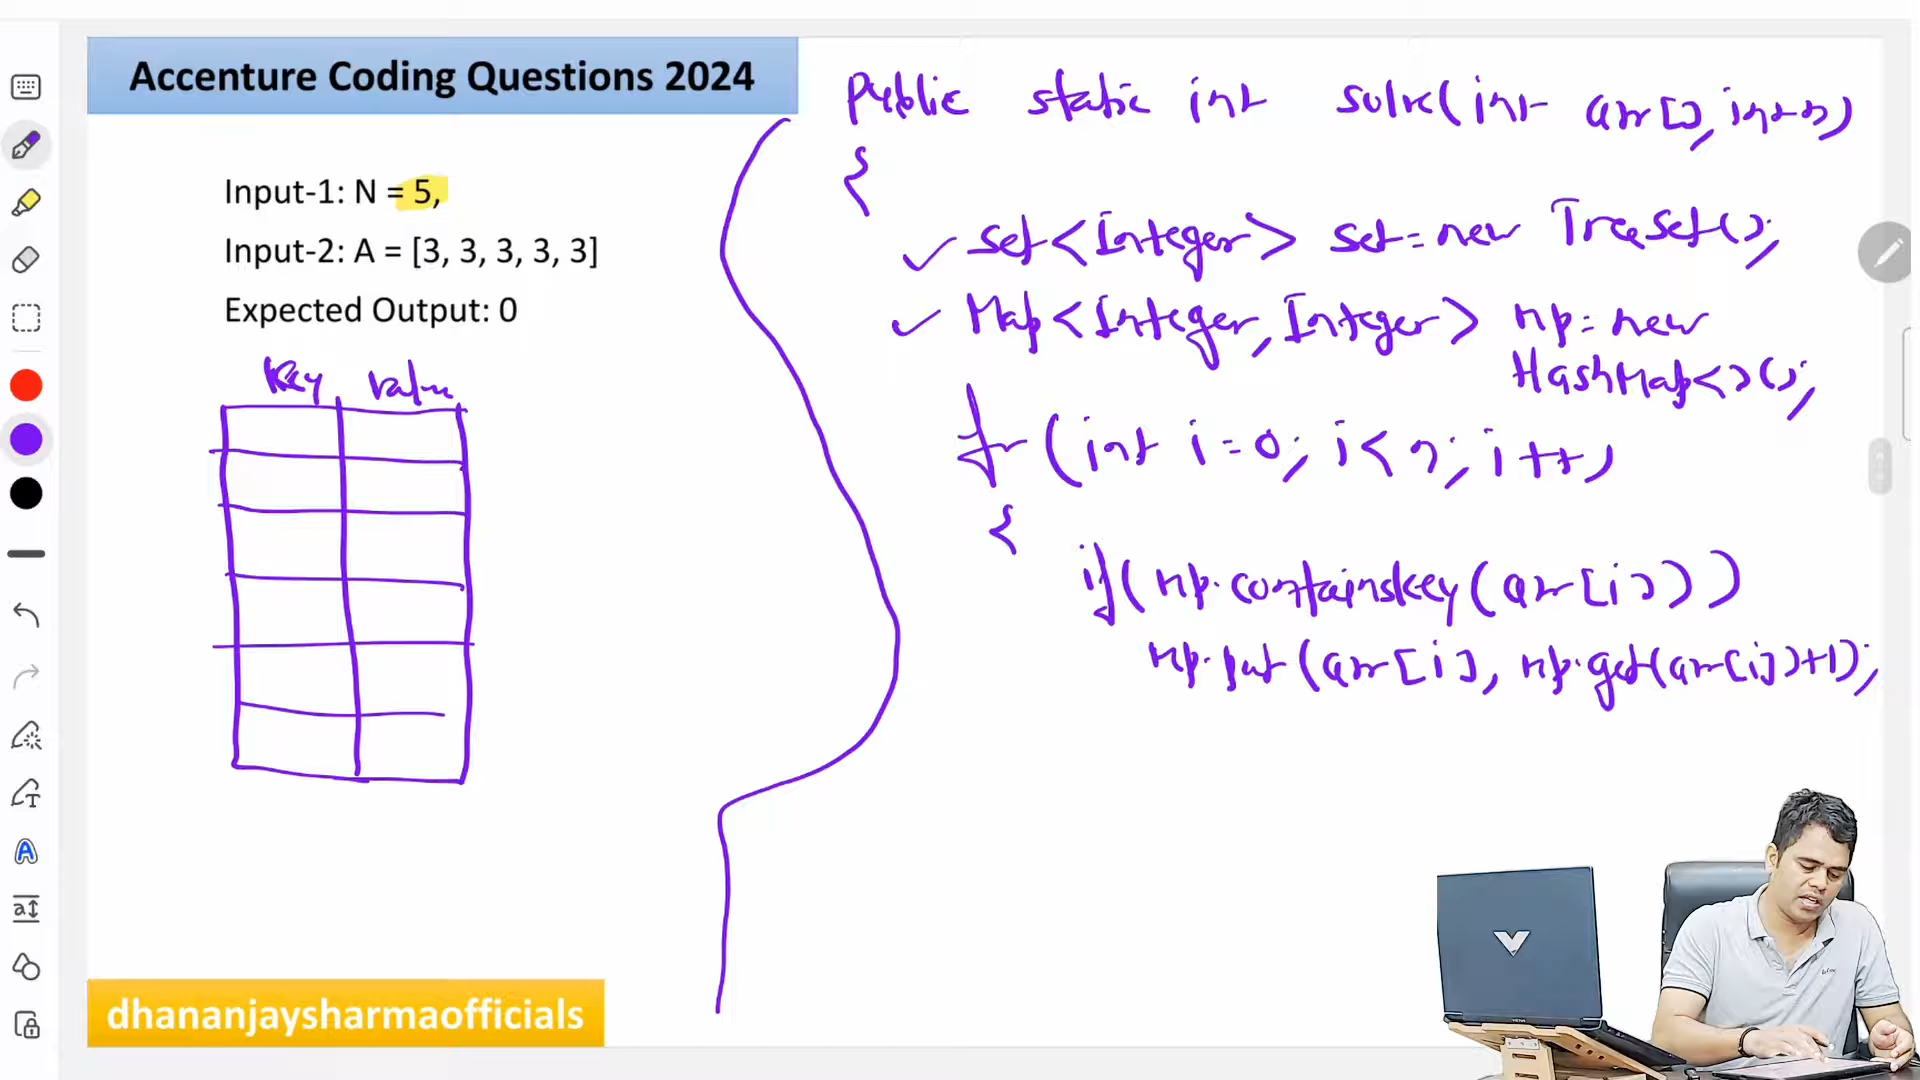 Accenture Coding Questions 2024
Input-1: N = 5,
Input-2: A = [3, 3, 3, 3, 3]
Expected Output: 0
key value
Public static int solve(int arr[], int n)
{
set<Integer> set = new TreeSet();
Map<Integer, Integer> mp = new
HashMap<>();
for (int i = 0; i < n; i++)
{
if (mp.containskey(arr[i]))
mp.put(arr[i], mp.get(arr[i])+1);
dhananjaysharmaofficials